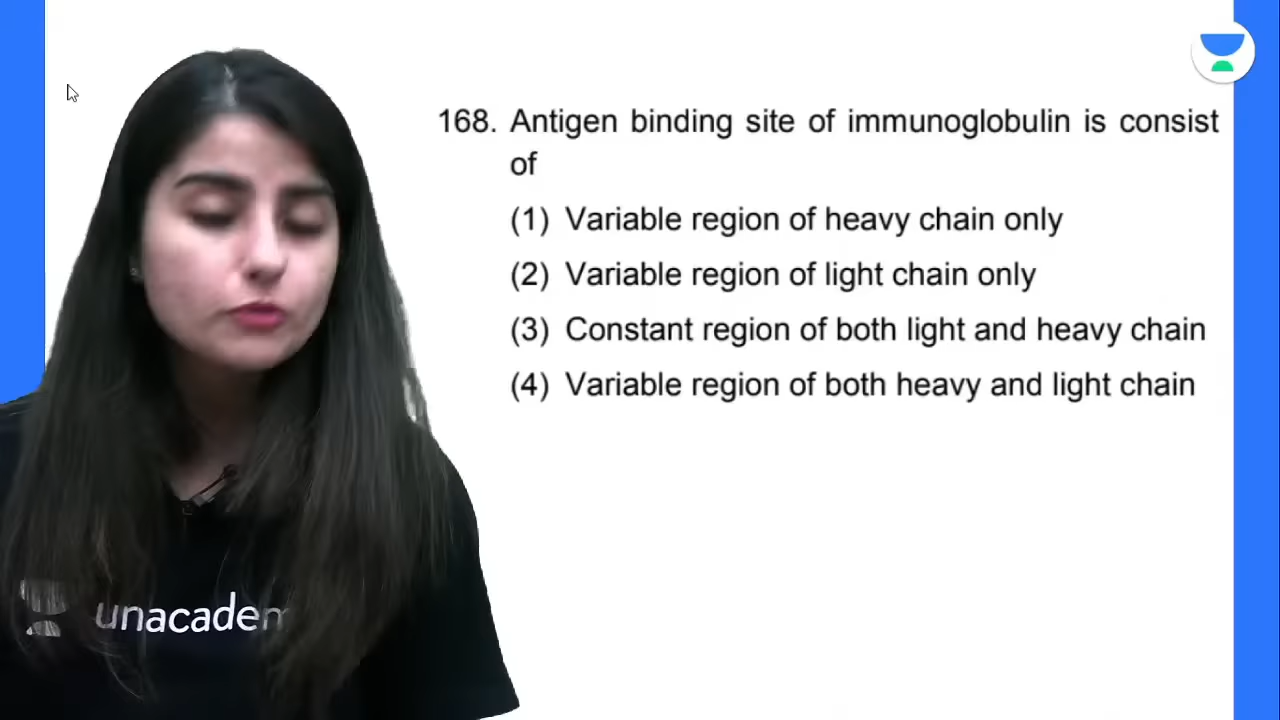 168. Antigen binding site of immunoglobulin is consist
of
(1) Variable region of heavy chain only
(2) Variable region of light chain only
(3) Constant region of both light and heavy chain
(4) Variable region of both heavy and light chain
unacadem